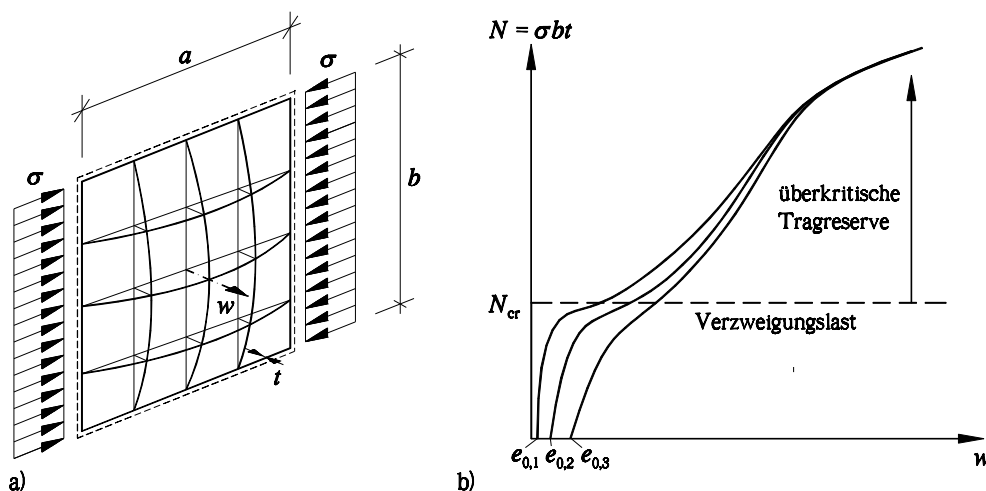 a
σ
σ
b
w
t
a)
N = σbt
überkritische
Tragreserve
N_cr
Verzweigungslast
e_0,1 e_0,2 e_0,3
w
b)